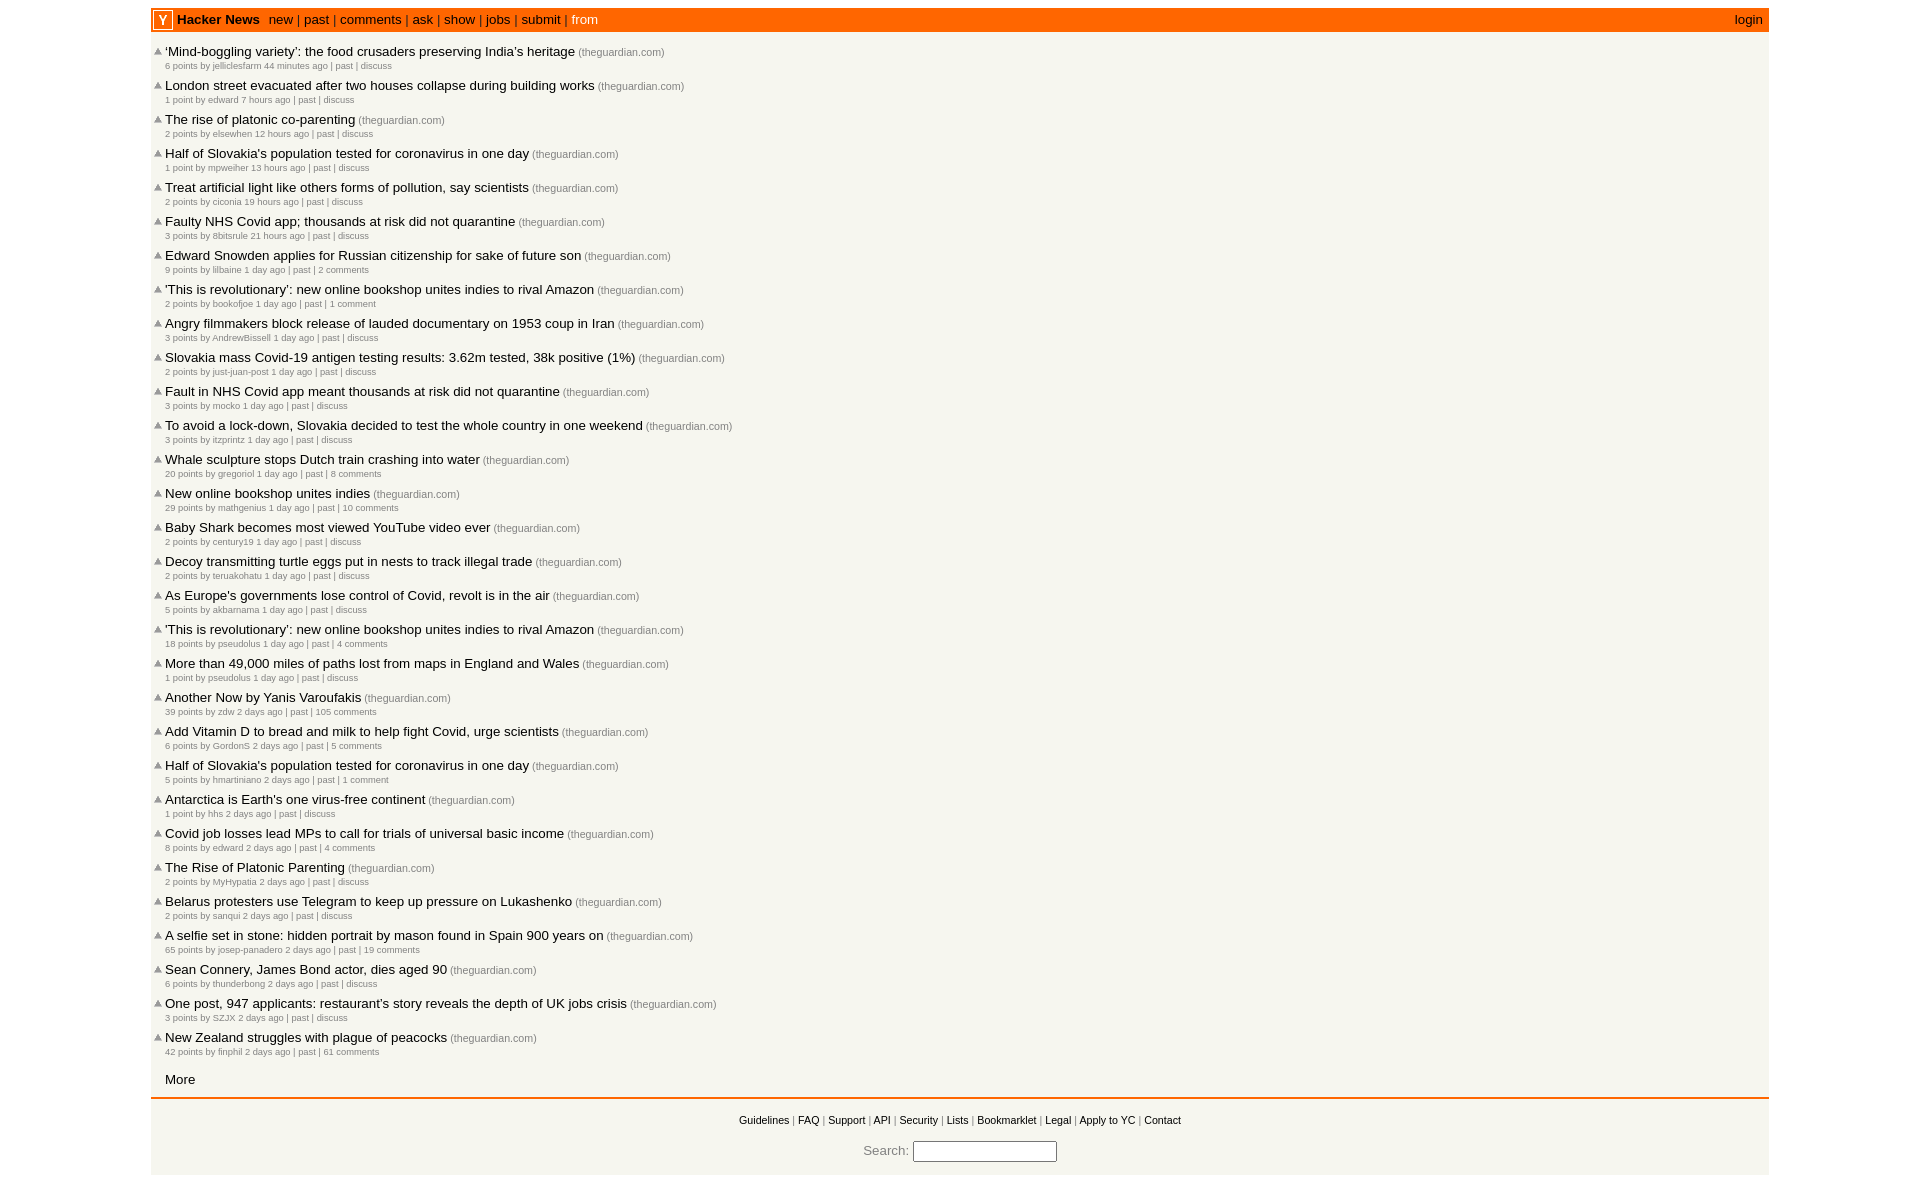 Y Hacker News new | past | comments | ask | show | jobs | submit | from login
‘Mind-boggling variety’: the food crusaders preserving India’s heritage (theguardian.com)
6 points by jelliclesfarm 44 minutes ago | past | discuss
London street evacuated after two houses collapse during building works (theguardian.com)
1 point by edward 7 hours ago | past | discuss
The rise of platonic co-parenting (theguardian.com)
2 points by elsewhen 12 hours ago | past | discuss
Half of Slovakia's population tested for coronavirus in one day (theguardian.com)
1 point by mpweiher 13 hours ago | past | discuss
Treat artificial light like others forms of pollution, say scientists (theguardian.com)
2 points by ciconia 19 hours ago | past | discuss
Faulty NHS Covid app; thousands at risk did not quarantine (theguardian.com)
3 points by 8bitsrule 21 hours ago | past | discuss
Edward Snowden applies for Russian citizenship for sake of future son (theguardian.com)
9 points by lilbaine 1 day ago | past | 2 comments
'This is revolutionary’: new online bookshop unites indies to rival Amazon (theguardian.com)
2 points by bookofjoe 1 day ago | past | 1 comment
Angry filmmakers block release of lauded documentary on 1953 coup in Iran (theguardian.com)
3 points by AndrewBissell 1 day ago | past | discuss
Slovakia mass Covid-19 antigen testing results: 3.62m tested, 38k positive (1%) (theguardian.com)
2 points by just-juan-post 1 day ago | past | discuss
Fault in NHS Covid app meant thousands at risk did not quarantine (theguardian.com)
3 points by mocko 1 day ago | past | discuss
To avoid a lock-down, Slovakia decided to test the whole country in one weekend (theguardian.com)
3 points by itzprintz 1 day ago | past | discuss
Whale sculpture stops Dutch train crashing into water (theguardian.com)
20 points by gregoriol 1 day ago | past | 8 comments
New online bookshop unites indies (theguardian.com)
29 points by mathgenius 1 day ago | past | 10 comments
Baby Shark becomes most viewed YouTube video ever (theguardian.com)
2 points by century19 1 day ago | past | discuss
Decoy transmitting turtle eggs put in nests to track illegal trade (theguardian.com)
2 points by teruakohatu 1 day ago | past | discuss
As Europe's governments lose control of Covid, revolt is in the air (theguardian.com)
5 points by akbarnama 1 day ago | past | discuss
'This is revolutionary’: new online bookshop unites indies to rival Amazon (theguardian.com)
18 points by pseudolus 1 day ago | past | 4 comments
More than 49,000 miles of paths lost from maps in England and Wales (theguardian.com)
1 point by pseudolus 1 day ago | past | discuss
Another Now by Yanis Varoufakis (theguardian.com)
39 points by zdw 2 days ago | past | 105 comments
Add Vitamin D to bread and milk to help fight Covid, urge scientists (theguardian.com)
6 points by GordonS 2 days ago | past | 5 comments
Half of Slovakia's population tested for coronavirus in one day (theguardian.com)
5 points by hmartiniano 2 days ago | past | 1 comment
Antarctica is Earth's one virus-free continent (theguardian.com)
1 point by hhs 2 days ago | past | discuss
Covid job losses lead MPs to call for trials of universal basic income (theguardian.com)
8 points by edward 2 days ago | past | 4 comments
The Rise of Platonic Parenting (theguardian.com)
2 points by MyHypatia 2 days ago | past | discuss
Belarus protesters use Telegram to keep up pressure on Lukashenko (theguardian.com)
2 points by sanqui 2 days ago | past | discuss
A selfie set in stone: hidden portrait by mason found in Spain 900 years on (theguardian.com)
65 points by josep-panadero 2 days ago | past | 19 comments
Sean Connery, James Bond actor, dies aged 90 (theguardian.com)
6 points by thunderbong 2 days ago | past | discuss
One post, 947 applicants: restaurant’s story reveals the depth of UK jobs crisis (theguardian.com)
3 points by SZJX 2 days ago | past | discuss
New Zealand struggles with plague of peacocks (theguardian.com)
42 points by finphil 2 days ago | past | 61 comments
More
Guidelines | FAQ | Support | API | Security | Lists | Bookmarklet | Legal | Apply to YC | Contact
Search: